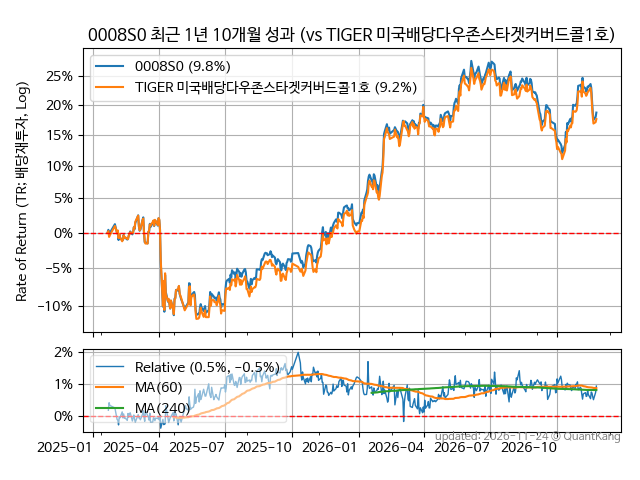 0008S0 최근 1년 10개월 성과 (vs TIGER 미국배당다우존스타겟커버드콜1호)
Rate of Return (TR: 배당재투자, Log)
0008S0 (9.8%)
TIGER 미국배당다우존스타겟커버드콜1호 (9.2%)
25%
20%
15%
10%
5%
0%
−5%
−10%
2%
1%
0%
Relative (0.5%, −0.5%)
MA(60)
MA(240)
updated: 2026-11-24 © QuantKang
2025-01
2025-04
2025-07
2025-10
2026-01
2026-04
2026-07
2026-10